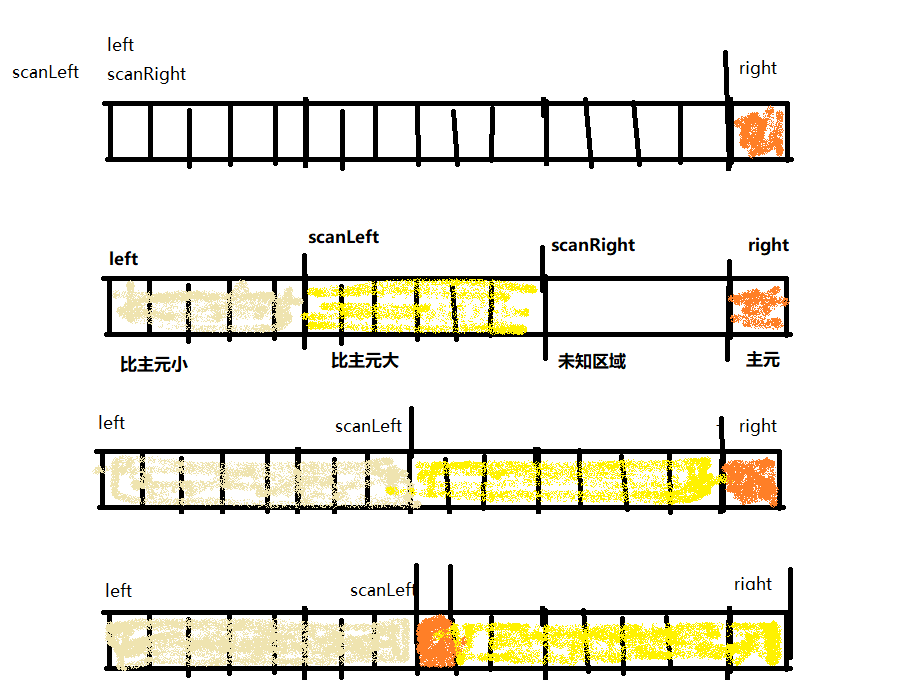 left
scanLeft scanRight right
scanLeft scanRight
left right
比主元小 比主元大 未知区域 主元
left scanLeft right
left scanLeft right